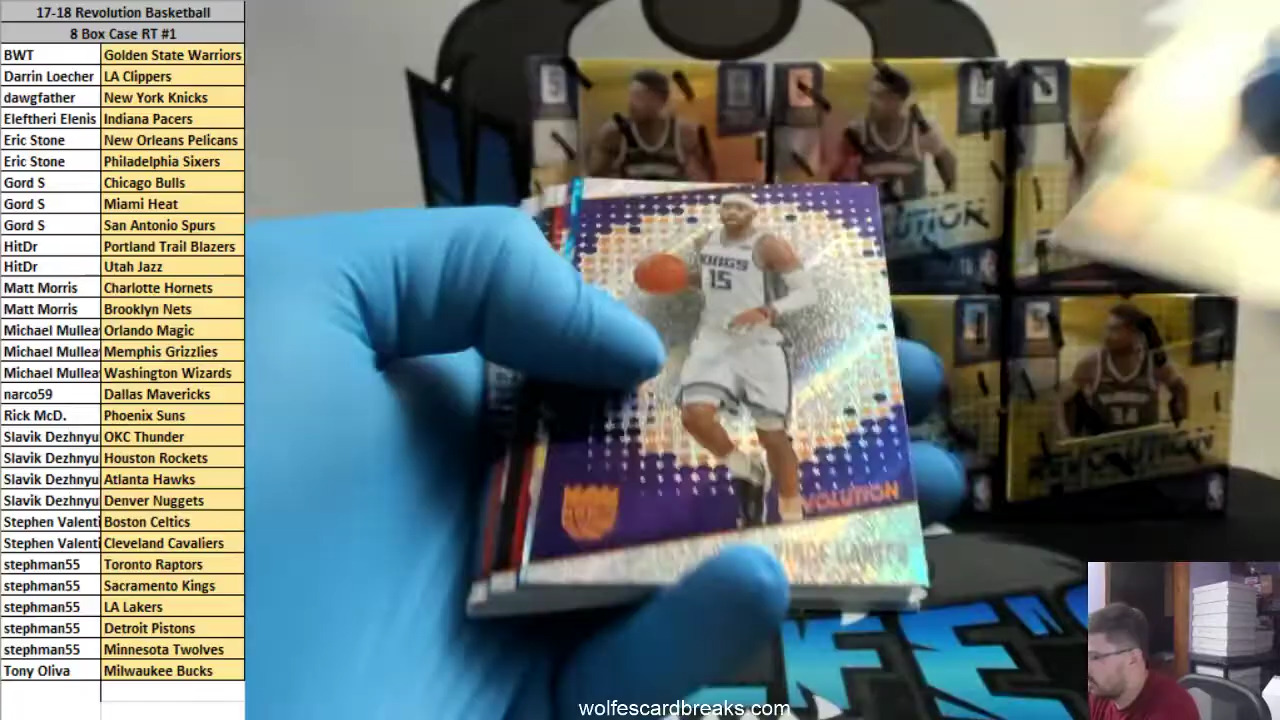 17-18 Revolution Basketball
8 Box Case RT #1
BWT Golden State Warriors
Darrin Loecher LA Clippers
dawgfather New York Knicks
Eleftheri Elenis Indiana Pacers
Eric Stone New Orleans Pelicans
Eric Stone Philadelphia Sixers
Gord S Chicago Bulls
Gord S Miami Heat
Gord S San Antonio Spurs
HitDr Portland Trail Blazers
HitDr Utah Jazz
Matt Morris Charlotte Hornets
Matt Morris Brooklyn Nets
Michael Mullea Orlando Magic
Michael Mullea Memphis Grizzlies
Michael Mullea Washington Wizards
narco59 Dallas Mavericks
Rick McD. Phoenix Suns
Slavik Dezhnyu OKC Thunder
Slavik Dezhnyu Houston Rockets
Slavik Dezhnyu Atlanta Hawks
Slavik Dezhnyu Denver Nuggets
Stephen Valenti Boston Celtics
Stephen Valenti Cleveland Cavaliers
stephman55 Toronto Raptors
stephman55 Sacramento Kings
stephman55 LA Lakers
stephman55 Detroit Pistons
stephman55 Minnesota Twolves
Tony Oliva Milwaukee Bucks
KINGS
15
VOLUTION
VINCE CARTER
UTION
REVOLUTION
wolfescardbreaks.com